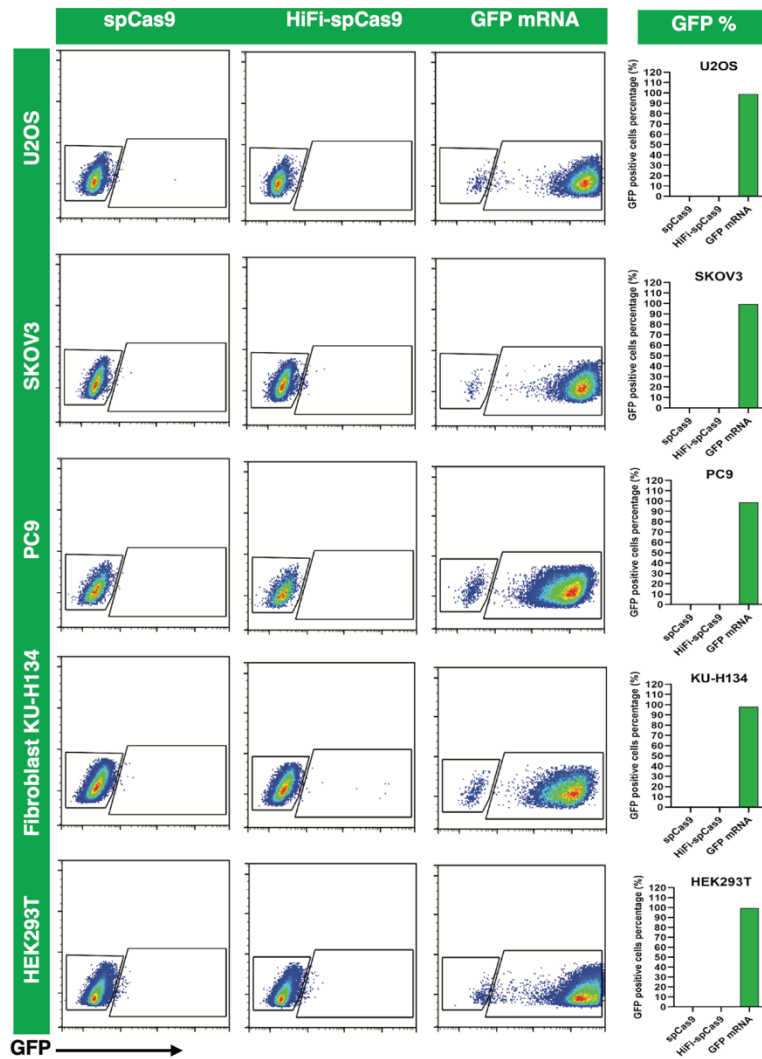 spCas9 HiFi-spCas9 GFP mRNA GFP %
U2OS
U2OS
GFP positive cells percentage (%)
120
110
100
90
80
70
60
50
40
30
20
10
0
spCas9
HiFi-spCas9
GFP mRNA
SKOV3
SKOV3
GFP positive cells percentage (%)
120
110
100
90
80
70
60
50
40
30
20
10
0
spCas9
HiFi-spCas9
GFP mRNA
PC9
PC9
GFP positive cells percentage (%)
120
110
100
90
80
70
60
50
40
30
20
10
0
spCas9
HiFi-spCas9
GFP mRNA
Fibroblast KU-H134
KU-H134
GFP positive cells percentage (%)
120
110
100
90
80
70
60
50
40
30
20
10
0
spCas9
HiFi-spCas9
GFP mRNA
HEK293T
HEK293T
GFP positive cells percentage (%)
120
110
100
90
80
70
60
50
40
30
20
10
0
spCas9
HiFi-spCas9
GFP mRNA
GFP